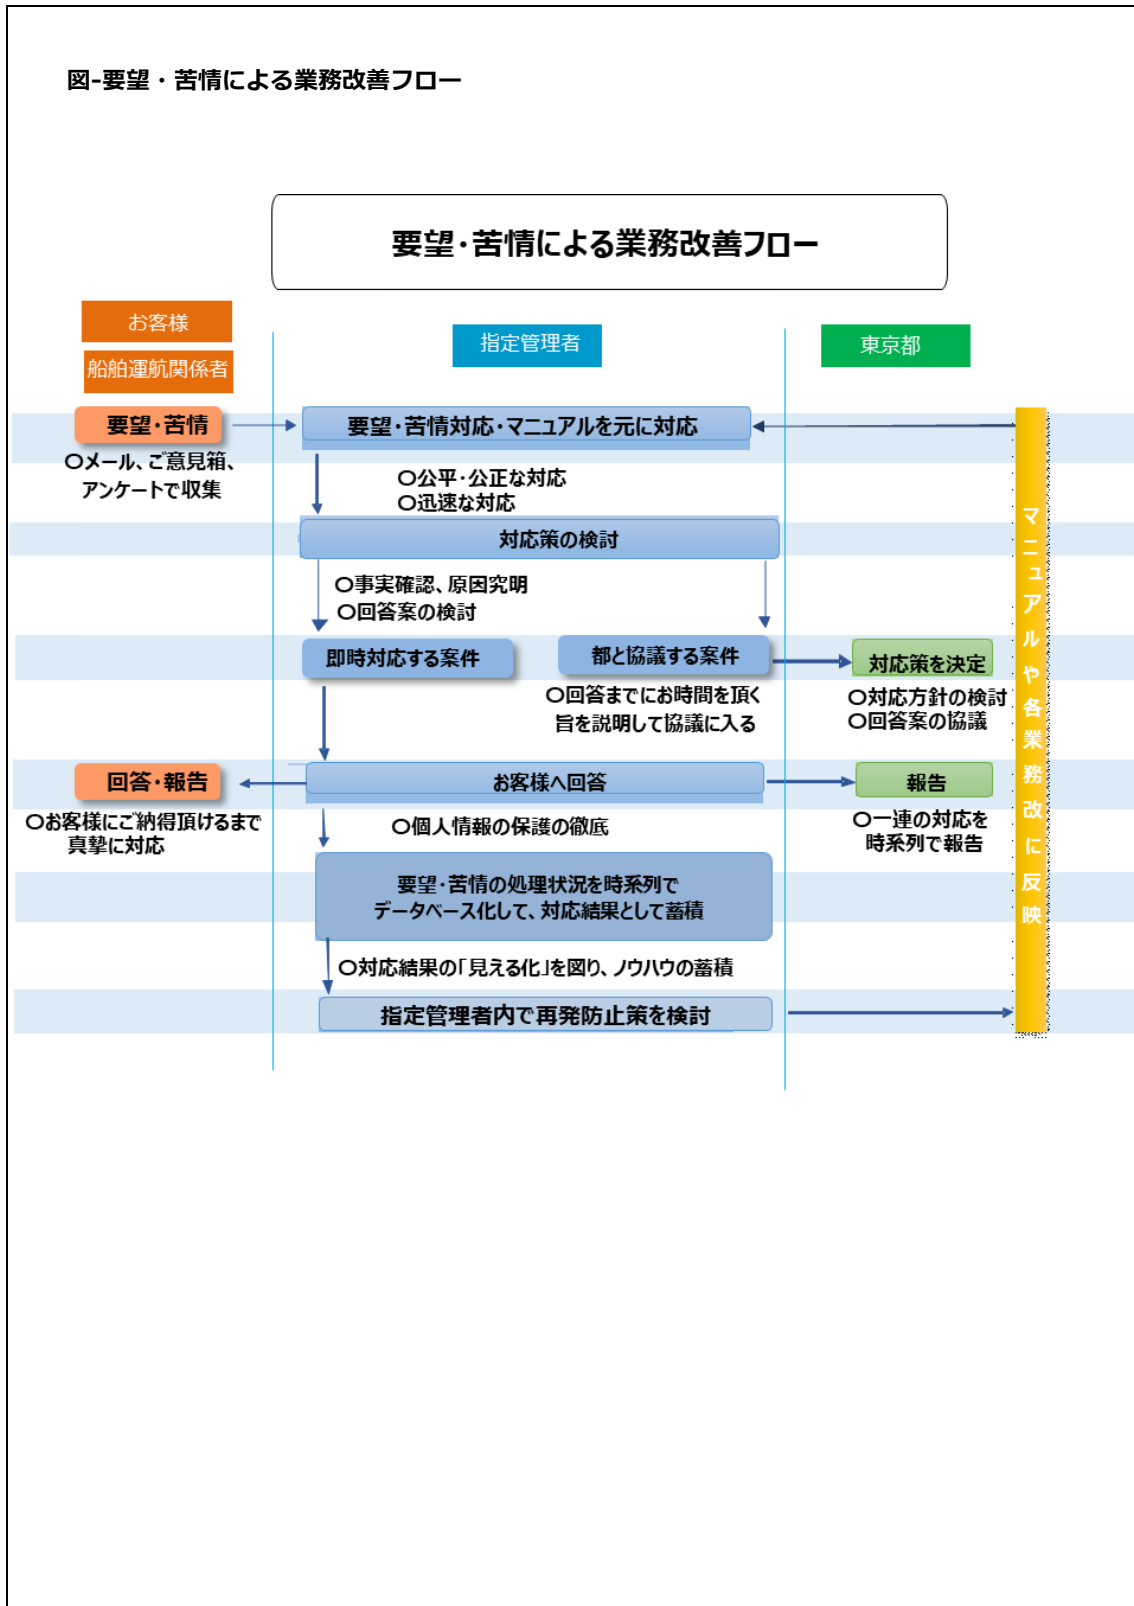 図-要望・苦情による業務改善フロー
要望・苦情による業務改善フロー
お客様
船舶運航関係者
指定管理者
東京都
要望・苦情
〇メール、ご意見箱、
アンケートで収集
要望・苦情対応・マニュアルを元に対応
〇公平・公正な対応
〇迅速な対応
対応策の検討
〇事実確認、原因究明
〇回答案の検討
即時対応する案件
都と協議する案件
〇回答までにお時間を頂く
旨を説明して協議に入る
対応策を決定
〇対応方針の検討
〇回答案の協議
回答・報告
〇お客様にご納得頂けるまで
真摯に対応
お客様へ回答
〇個人情報の保護の徹底
報告
〇一連の対応を
時系列で報告
要望・苦情の処理状況を時系列で
データベース化して、対応結果として蓄積
〇対応結果の「見える化」を図り、ノウハウの蓄積
指定管理者内で再発防止策を検討
マニュアルや各業務改に反映